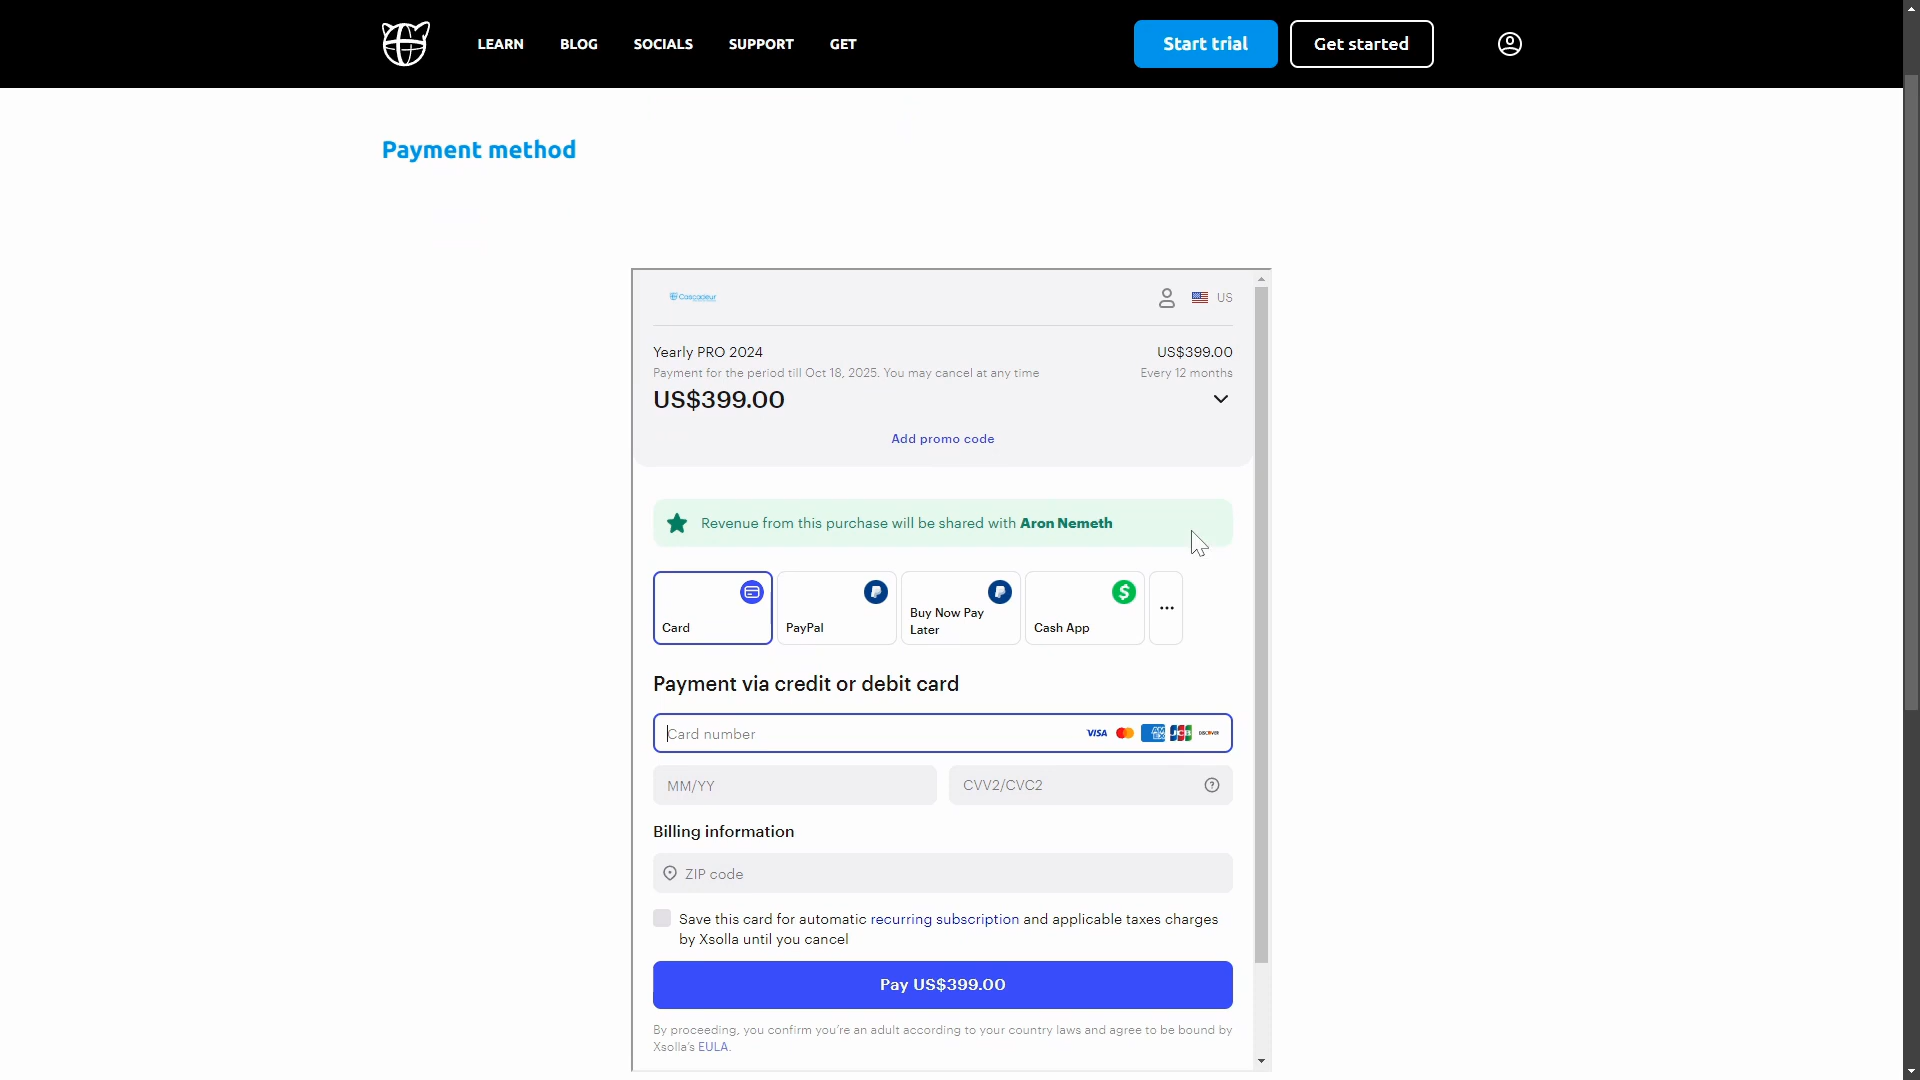 LEARN BLOG SOCIALS SUPPORT GET Start trial Get started
Payment method
Cascadeur US
Yearly PRO 2024 US$399.00
Payment for the period till Oct 18, 2025. You may cancel at any time Every 12 months
US$399.00
Add promo code
Revenue from this purchase will be shared with Aron Nemeth
Card
PayPal
Buy Now Pay
Later
Cash App
...
Payment via credit or debit card
Card number VISA AM EX JCB DISCOVER
MM/YY CVV2/CVC2
Billing information
ZIP code
Save this card for automatic recurring subscription and applicable taxes charges
by Xsolla until you cancel
Pay US$399.00
By proceeding, you confirm you're an adult according to your country laws and agree to be bound by
Xsolla's EULA.